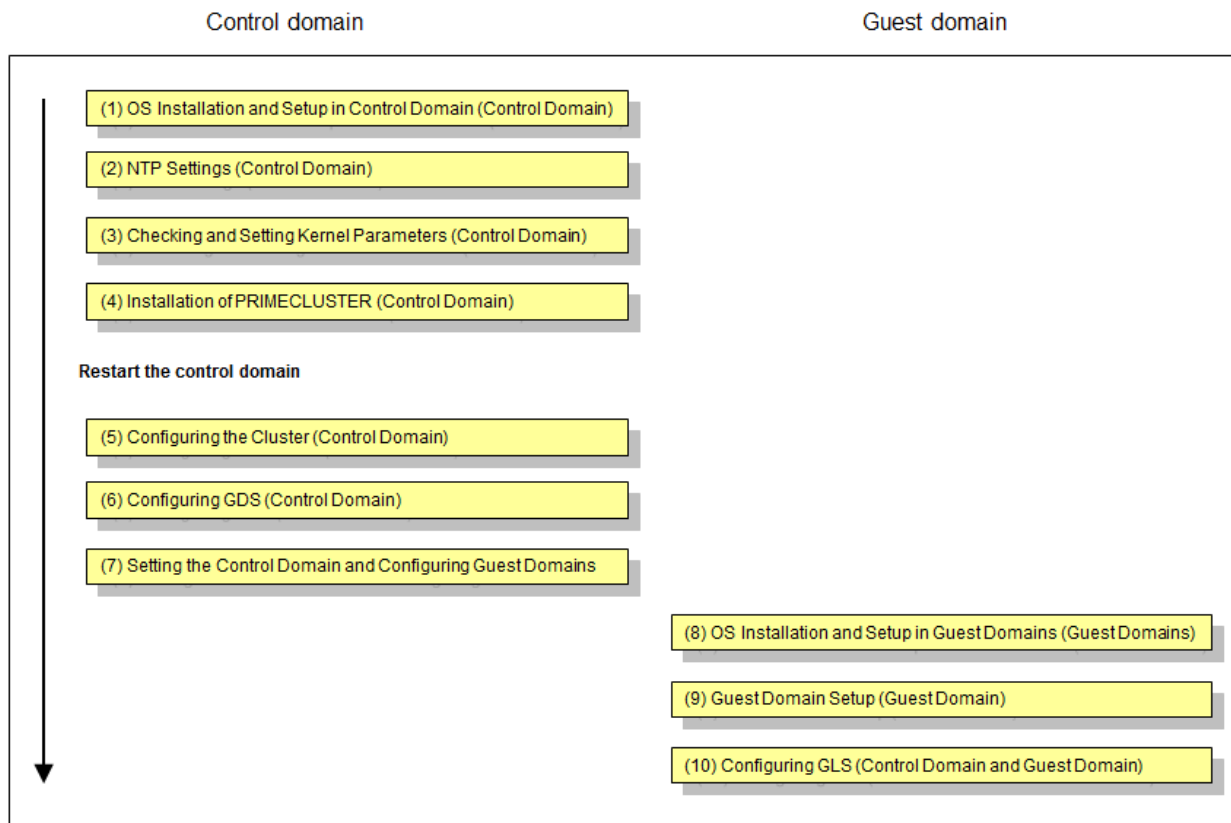 Control domain
Guest domain
(1) OS Installation and Setup in Control Domain (Control Domain)
(2) NTP Settings (Control Domain)
(3) Checking and Setting Kernel Parameters (Control Domain)
(4) Installation of PRIMECLUSTER (Control Domain)
Restart the control domain
(5) Configuring the Cluster (Control Domain)
(6) Configuring GDS (Control Domain)
(7) Setting the Control Domain and Configuring Guest Domains
(8) OS Installation and Setup in Guest Domains (Guest Domains)
(9) Guest Domain Setup (Guest Domain)
(10) Configuring GLS (Control Domain and Guest Domain)